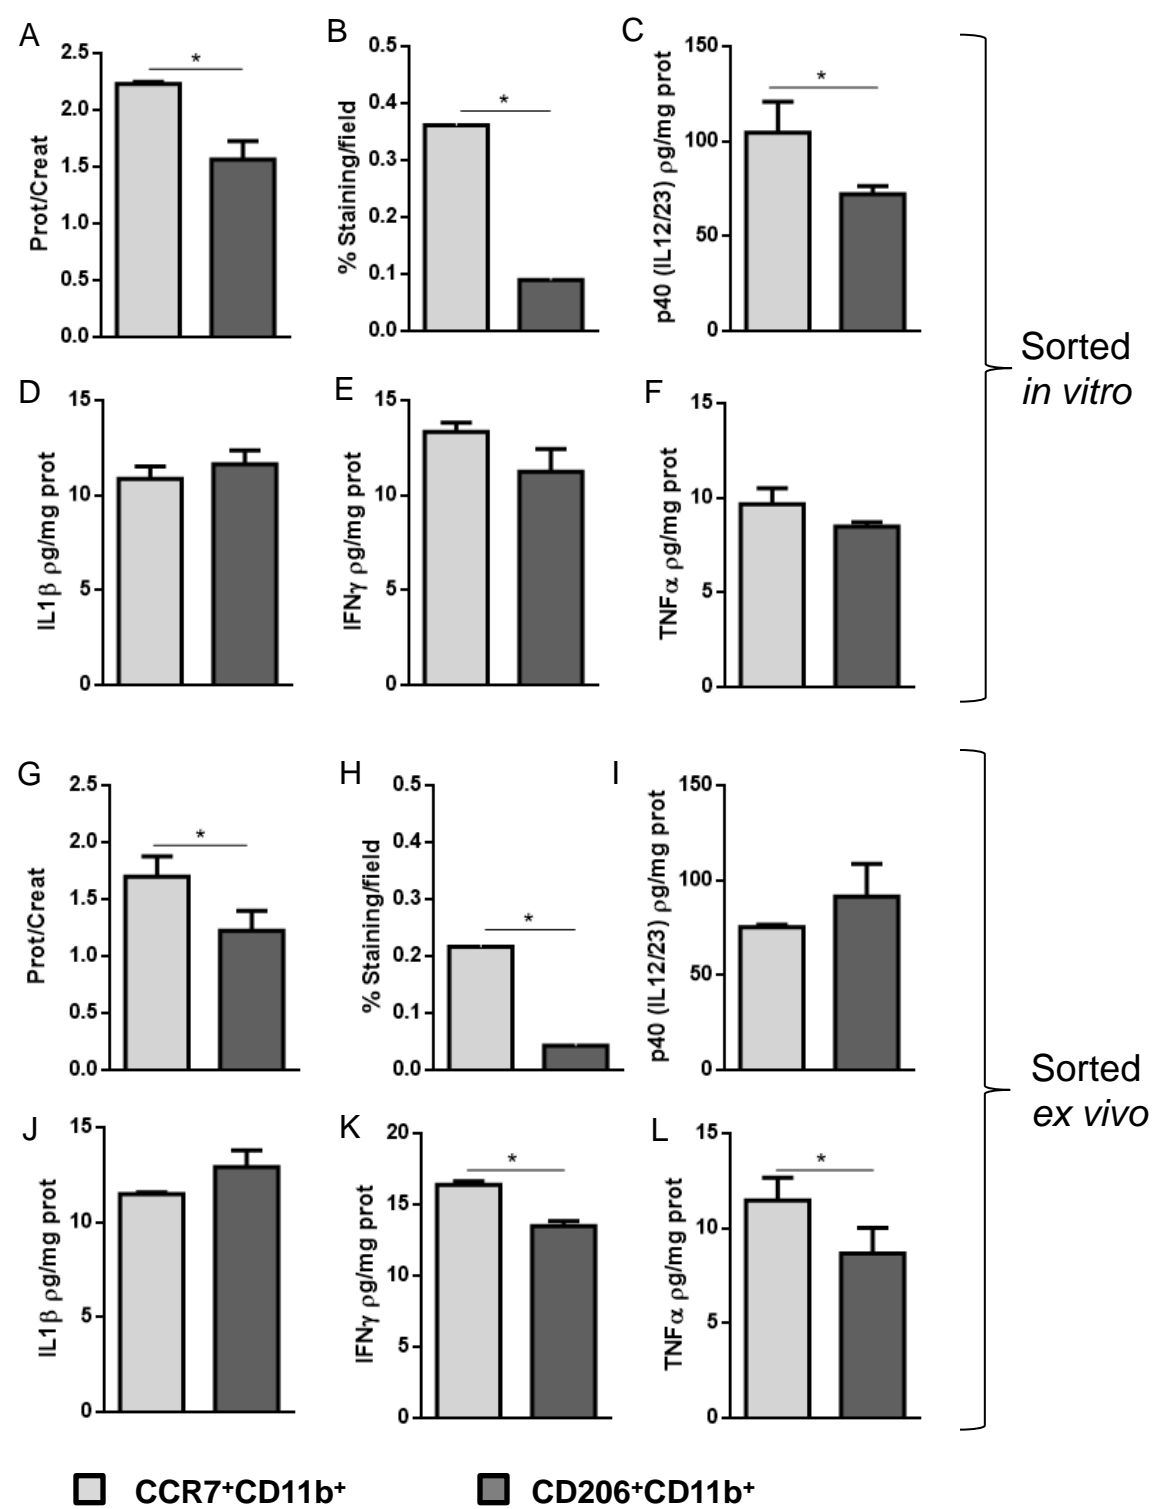 A
Prot/Creat
2.5
2.0
1.5
1.0
0.5
0.0
*
B
% Staining/field
0.5
0.4
0.3
0.2
0.1
0.0
*
C
p40 (IL12/23) ρg/mg prot
150
100
50
0
*
D
IL1β ρg/mg prot
15
10
5
0
E
IFNγ ρg/mg prot
15
10
5
0
F
TNFα ρg/mg prot
15
10
5
0
Sorted
in vitro
G
Prot/Creat
2.5
2.0
1.5
1.0
0.5
0.0
*
H
% Staining/field
0.5
0.4
0.3
0.2
0.1
0.0
*
I
p40 (IL12/23) ρg/mg prot
150
100
50
0
J
IL1β ρg/mg prot
15
10
5
0
K
IFNγ ρg/mg prot
20
15
10
5
0
*
L
TNFα ρg/mg prot
15
10
5
0
*
Sorted
ex vivo
CCR7⁺CD11b⁺
CD206⁺CD11b⁺